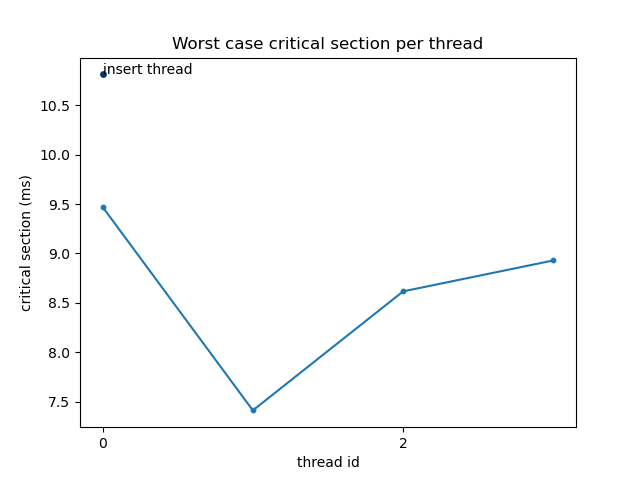 Worst case critical section per thread
insert thread
10.5
10.0
9.5
9.0
8.5
8.0
7.5
critical section (ms)
0 2
thread id